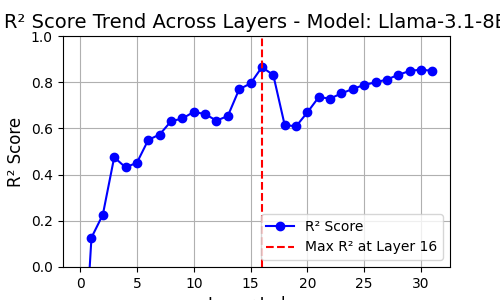 R² Score Trend Across Layers - Model: Llama-3.1-8B
1.0
0.8
0.6
0.4
0.2
0.0
R² Score
0 5 10 15 20 25 30
R² Score
Max R² at Layer 16